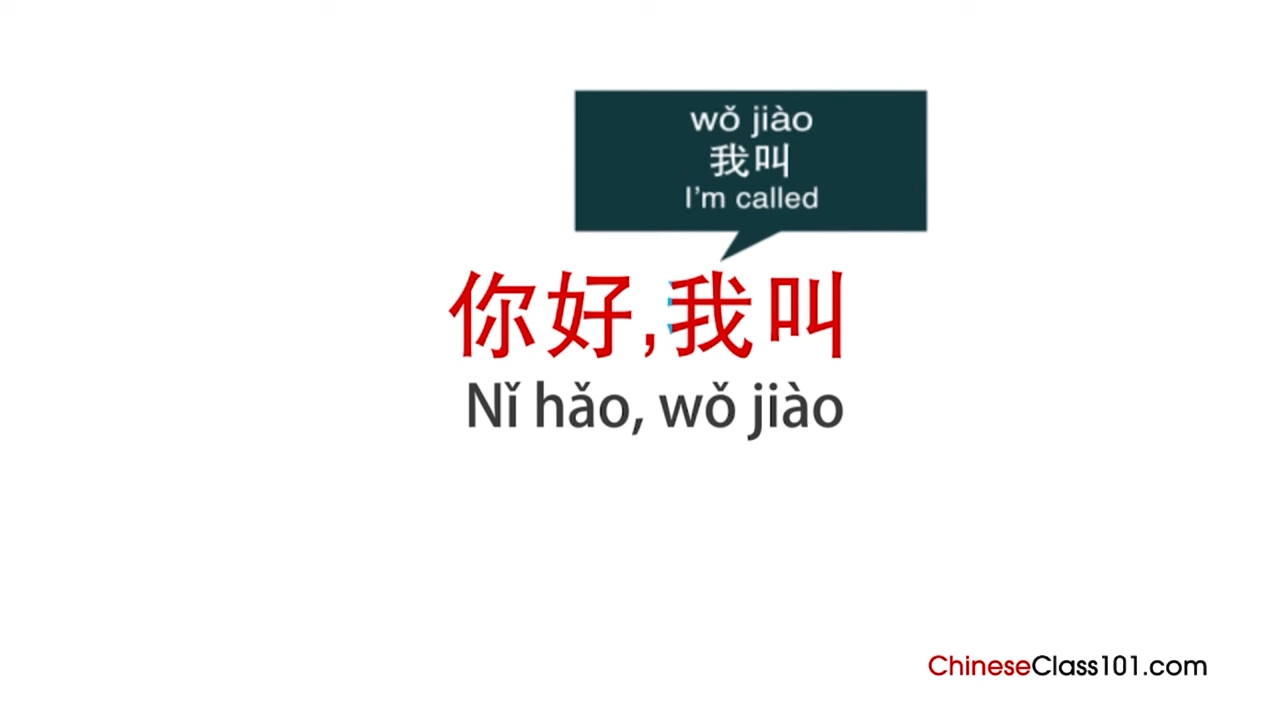 wǒ jiào
我叫
I'm called
你好,我叫
Nǐ hǎo, wǒ jiào
ChineseClass101.com